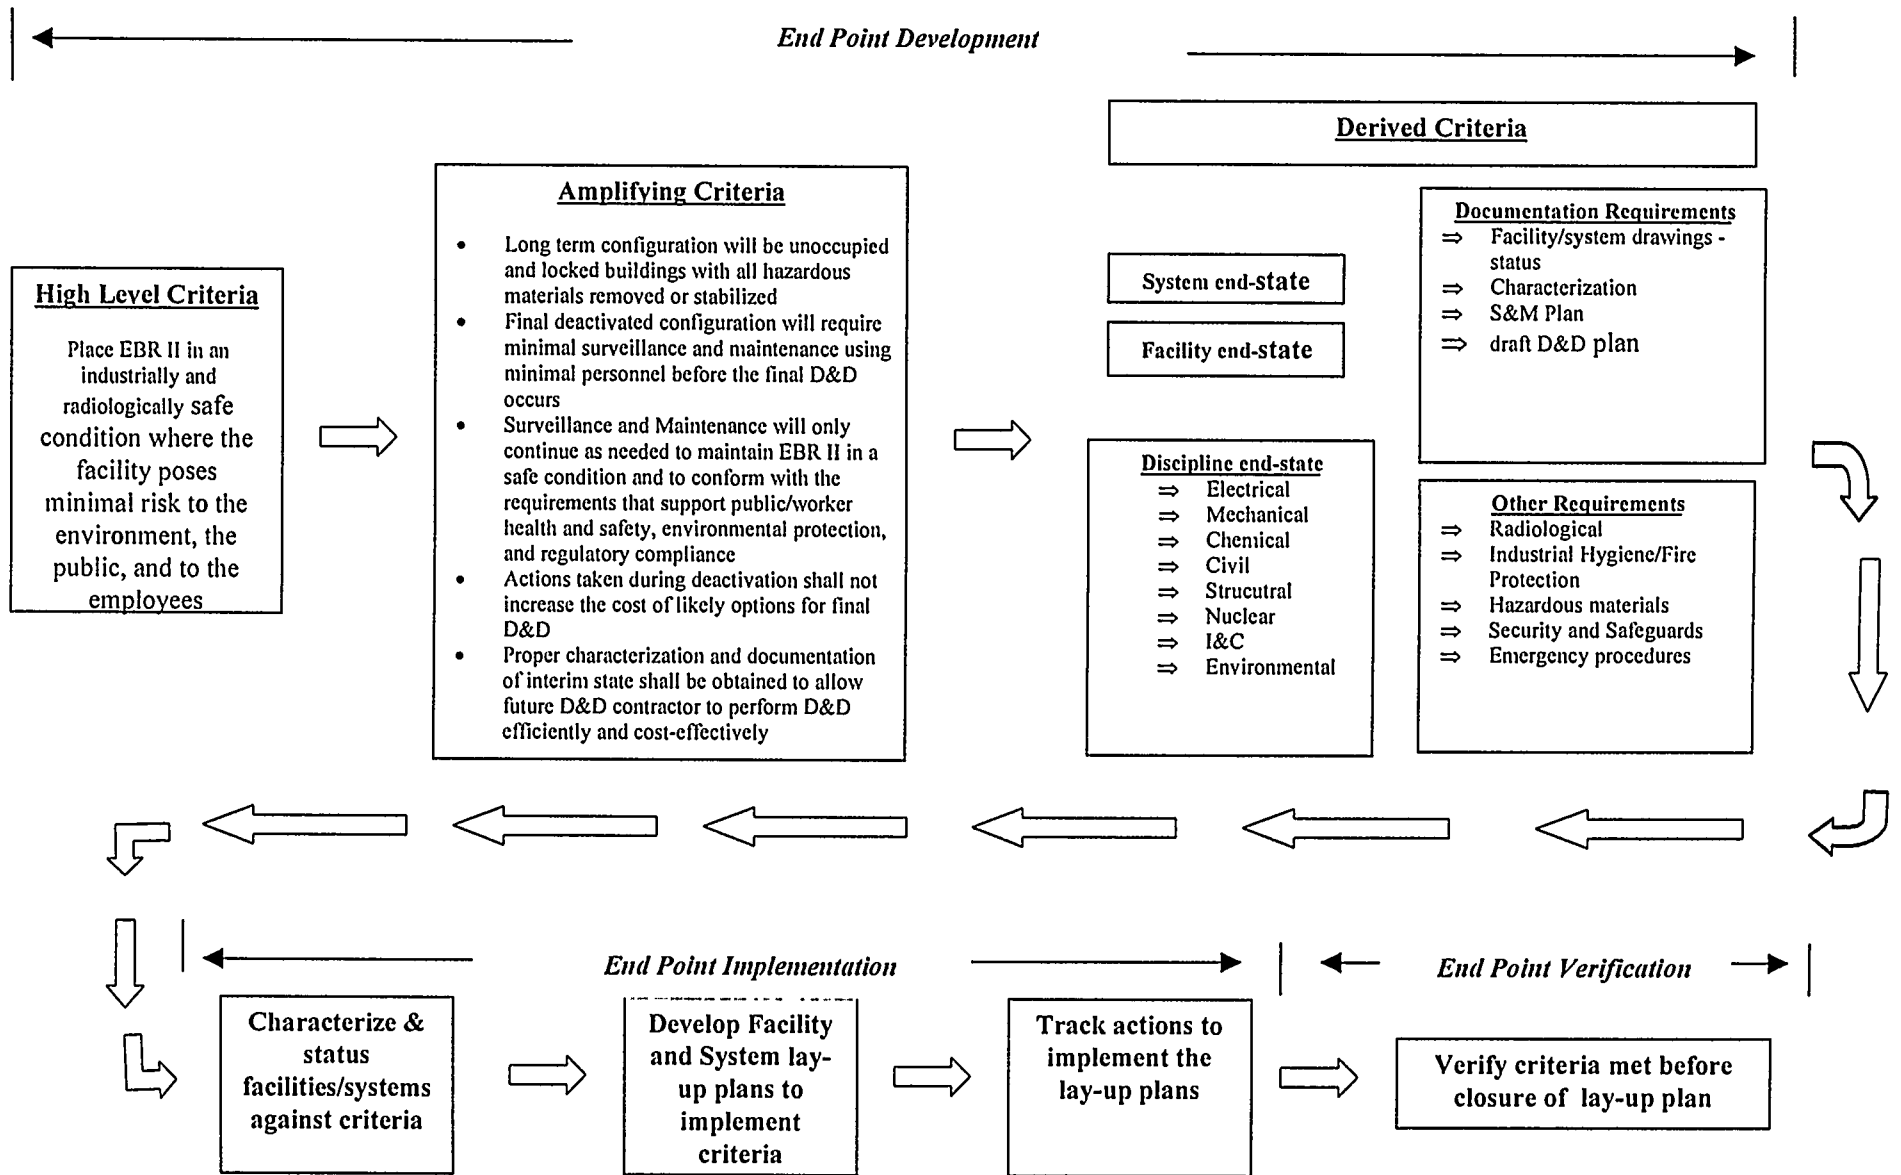 End Point Development
Derived Criteria
High Level Criteria
Place EBR II in an
industrially and
radiologically safe
condition where the
facility poses
minimal risk to the
environment, the
public, and to the
employees
Amplifying Criteria
• Long term configuration will be unoccupied
and locked buildings with all hazardous
materials removed or stabilized
• Final deactivated configuration will require
minimal surveillance and maintenance using
minimal personnel before the final D&D
occurs
• Surveillance and Maintenance will only
continue as needed to maintain EBR II in a
safe condition and to conform with the
requirements that support public/worker
health and safety, environmental protection,
and regulatory compliance
• Actions taken during deactivation shall not
increase the cost of likely options for final
D&D
• Proper characterization and documentation
of interim state shall be obtained to allow
future D&D contractor to perform D&D
efficiently and cost-effectively
System end-state
Facility end-state
Discipline end-state
⇒ Electrical
⇒ Mechanical
⇒ Chemical
⇒ Civil
⇒ Strucutral
⇒ Nuclear
⇒ I&C
⇒ Environmental
Documentation Requirements
⇒ Facility/system drawings -
status
⇒ Characterization
⇒ S&M Plan
⇒ draft D&D plan
Other Requirements
⇒ Radiological
⇒ Industrial Hygiene/Fire
Protection
⇒ Hazardous materials
⇒ Security and Safeguards
⇒ Emergency procedures
End Point Implementation
End Point Verification
Characterize &
status
facilities/systems
against criteria
Develop Facility
and System lay-
up plans to
implement
criteria
Track actions to
implement the
lay-up plans
Verify criteria met before
closure of lay-up plan